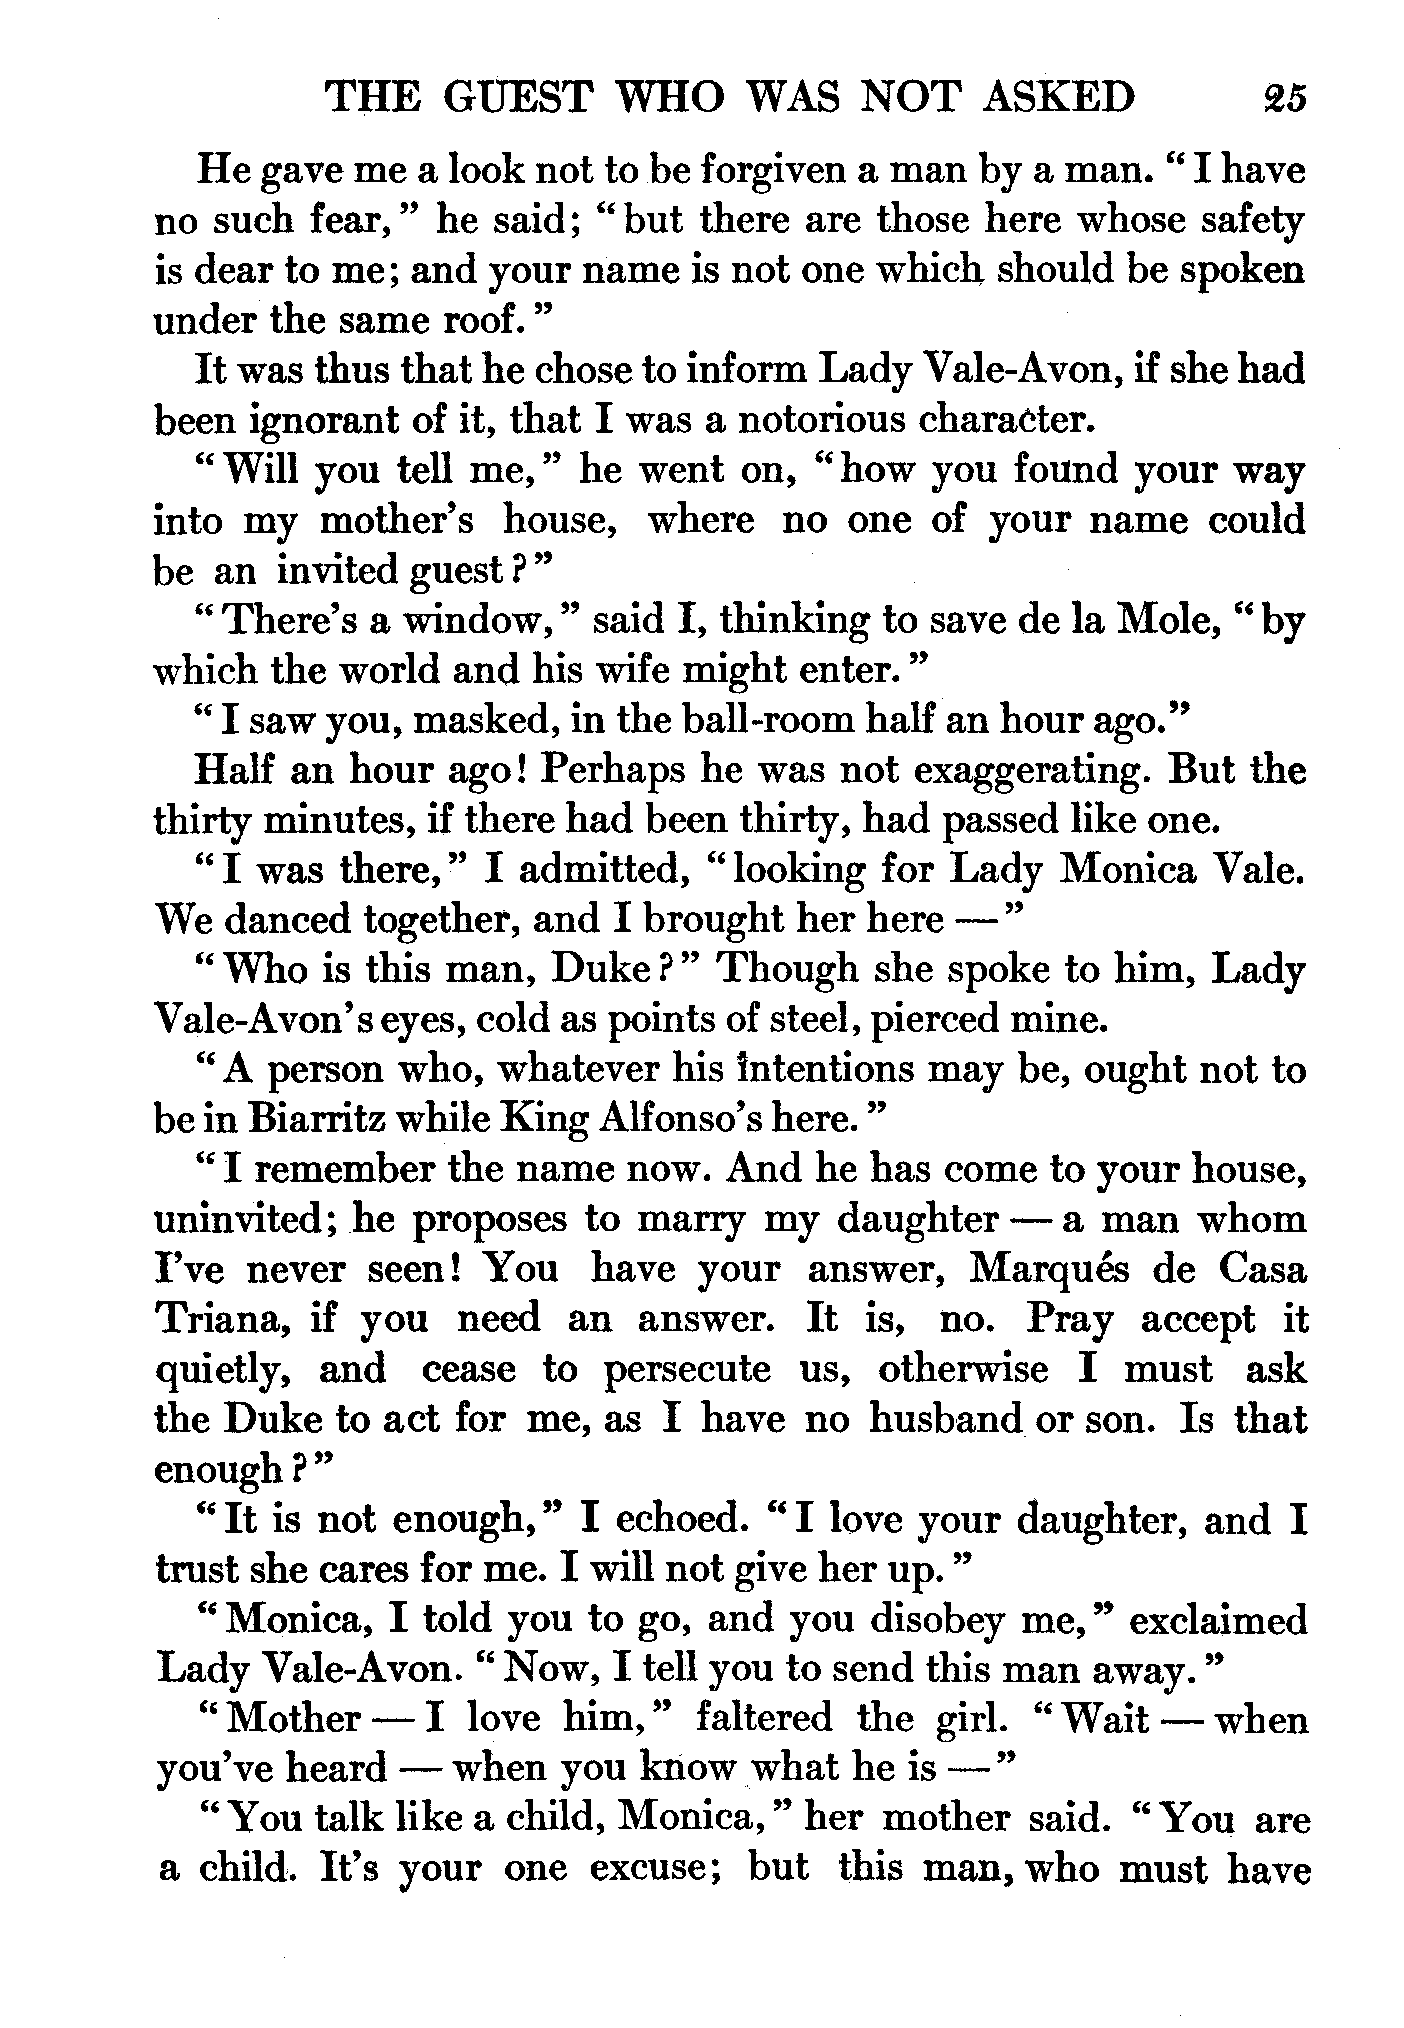 THE GUEST WHO WAS NOT ASKED 25
He gave me a look not to be forgiven a man by a man. “I have
no such fear,” he said; “but there are those here whose safety
is dear to me; and your name is not one which should be spoken
under the same roof.”
It was thus that he chose to inform Lady Vale-Avon, if she had
been ignorant of it, that I was a notorious character.
“Will you tell me,” he went on, “how you found your way
into my mother's house, where no one of your name could
be an invited guest?”
“There's a window,” said I, thinking to save de la Mole, “by
which the world and his wife might enter.”
“I saw you, masked, in the ball-room half an hour ago.”
Half an hour ago! Perhaps he was not exaggerating. But the
thirty minutes, if there had been thirty, had passed like one.
“I was there,” I admitted, “looking for Lady Monica Vale.
We danced together, and I brought her here —”
“Who is this man, Duke?” Though she spoke to him, Lady
Vale-Avon's eyes, cold as points of steel, pierced mine.
“A person who, whatever his intentions may be, ought not to
be in Biarritz while King Alfonso's here.”
“I remember the name now. And he has come to your house,
uninvited; he proposes to marry my daughter — a man whom
I've never seen! You have your answer, Marqués de Casa
Triana, if you need an answer. It is, no. Pray accept it
quietly, and cease to persecute us, otherwise I must ask
the Duke to act for me, as I have no husband or son. Is that
enough?”
“It is not enough,” I echoed. “I love your daughter, and I
trust she cares for me. I will not give her up.”
“Monica, I told you to go, and you disobey me,” exclaimed
Lady Vale-Avon. “Now, I tell you to send this man away.”
“Mother — I love him,” faltered the girl. “Wait — when
you've heard — when you know what he is —”
“You talk like a child, Monica,” her mother said. “You are
a child. It's your one excuse; but this man, who must have